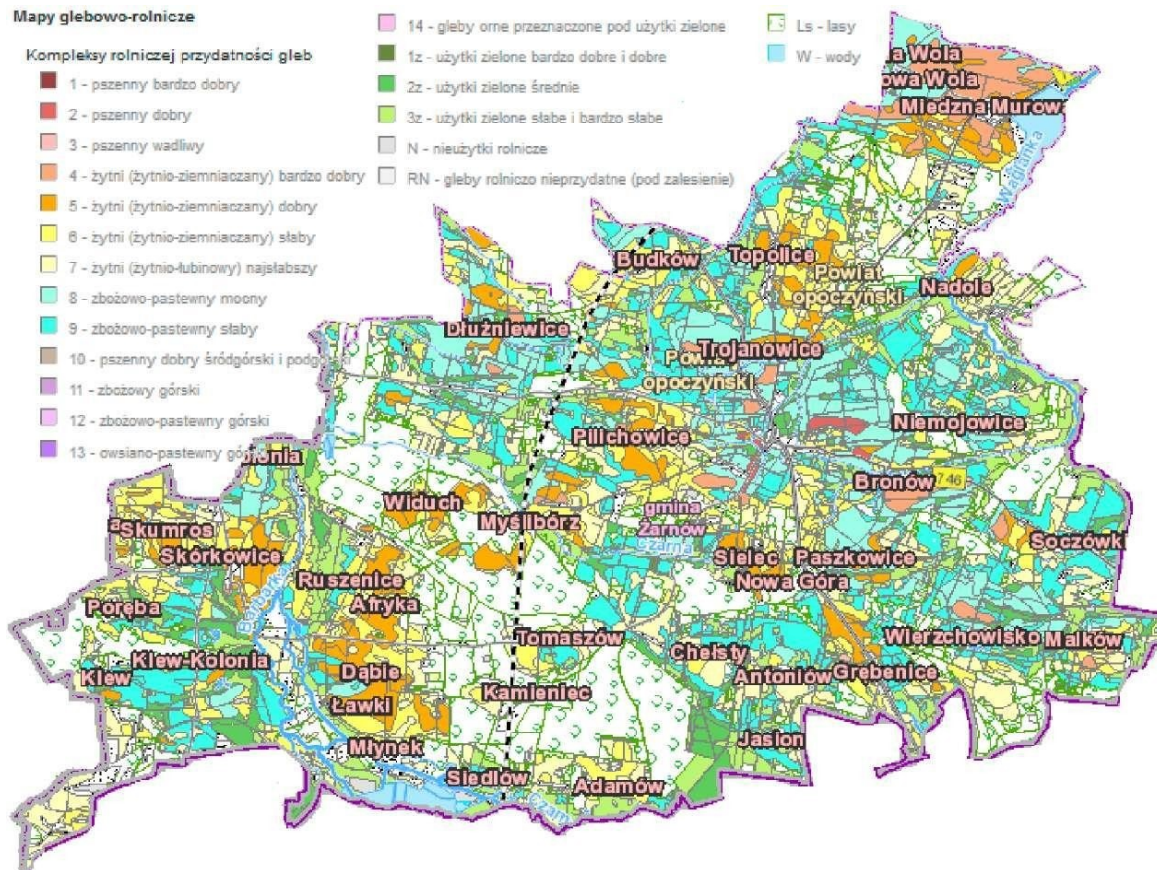 Mapy glebowo-rolnicze
Kompleksy rolniczej przydatności gleb
1 - pszenny bardzo dobry
2 - pszenny dobry
3 - pszenny wadliwy
4 - żytni (żytnio-ziemniaczany) bardzo dobry
5 - żytni (żytnio-ziemniaczany) dobry
6 - żytni (żytnio-ziemniaczany) słaby
7 - żytni (żytnio-łubinowy) najsłabszy
8 - zbożowo-pastewny mocny
9 - zbożowo-pastewny słaby
10 - pszenny dobry śródgórski i podgórski
11 - zbożowy górski
12 - zbożowo-pastewny górski
13 - owsiano-pastewny
14 - gleby orne przeznaczone pod użytki zielone
1z - użytki zielone bardzo dobre i dobre
2z - użytki zielone średnie
3z - użytki zielone słabe i bardzo słabe
N - nieużytki rolnicze
RN - gleby rolniczo nieprzydatne (pod zalesienie)
Ls - lasy
W - wody
a Wola
owa Wola
Miedzna Murow
Wąglanka
Budków
Topolice
Powiat
opoczyński
Nadole
Dłużniewice
Trojanowice
Powiat
opoczyński
Pilichowice
Niemojowice
Bronów
746
Widuch
Myślibórz
gmina
Żarnów
Czarna
Skumros
Skórkowice
Sielec
Paszkowice
Soczówki
Nowa Góra
Ruszenice
Afryka
Poręba
Tomaszów
Wierzchowisko
Malków
Klew-Kolonia
Chełsty
Klew
Dąbie
Antoniów
Grębenice
Kamieniec
Ławki
Młynek
Jasion
Siedlów
Adamów